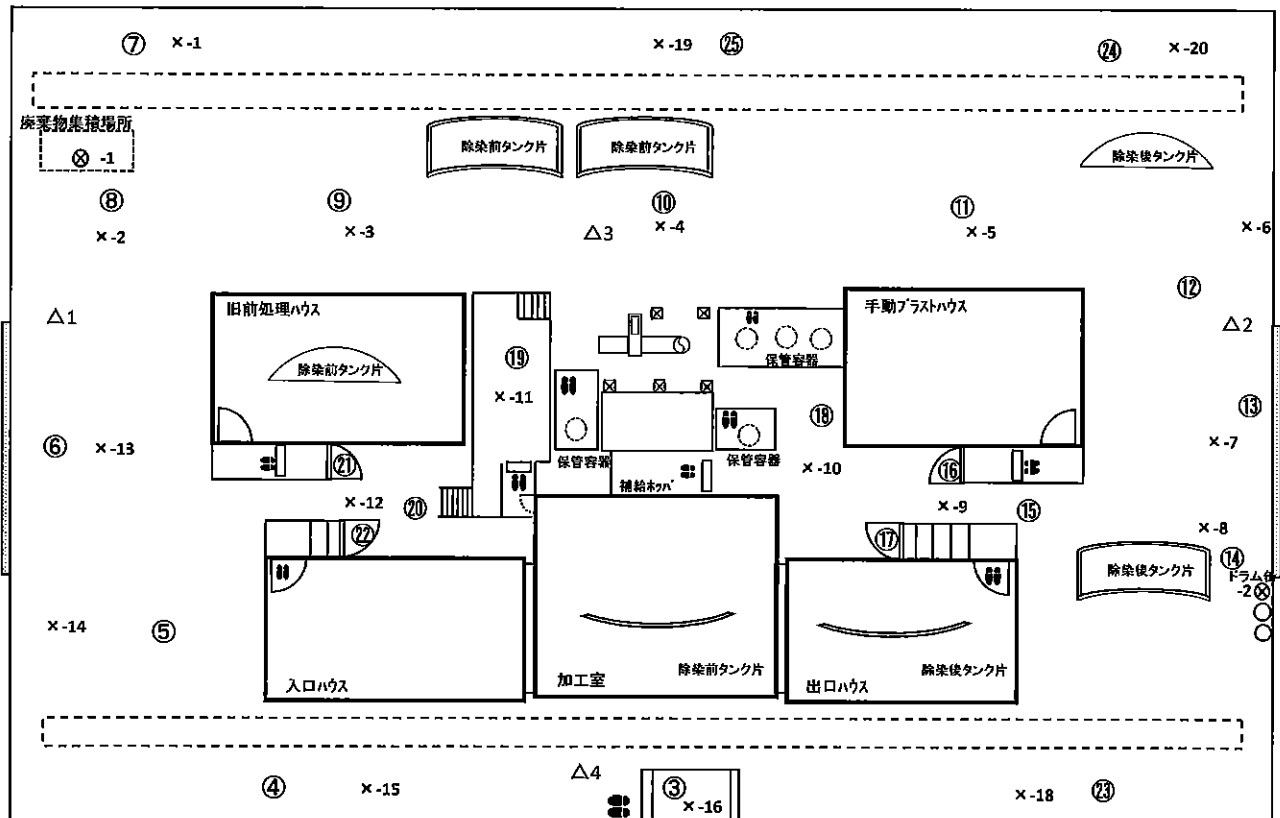 ⑦ ×-1 ×-19 ㉕ ㉔ ×-20
廃棄物集積場所
⊗ -1
除染前タンク片 除染前タンク片 除染後タンク片
⑧ ⑨ ⑩ ⑪
×-2 ×-3 △3 ×-4 ×-5 ×-6
⑫
△1 △2
旧前処理ハウス 手動ブラストハウス
⑲ 保管容器
除染前タンク片
×-11 ⑱ ⑬
⑥ ×-13 ×-7
㉑ 保管容器 保管容器 ×-10 ⑯
補給ホッパ
×-12 ⑳ ×-9 ⑮
㉒ ⑰ ×-8
除染後タンク片 ⑭
ドラム缶
-2 ⊗
×-14 ⑤
入口ハウス 加工室 除染前タンク片 出口ハウス 除染後タンク片
④ ×-15 △4 ③ ×-16 ×-18 ㉓